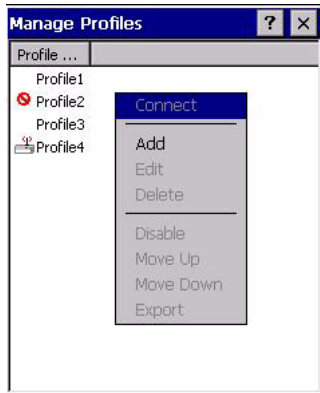 Manage Profiles ? ×
Profile ...
Profile1
Profile2
Profile3
Profile4
Connect
Add
Edit
Delete
Disable
Move Up
Move Down
Export